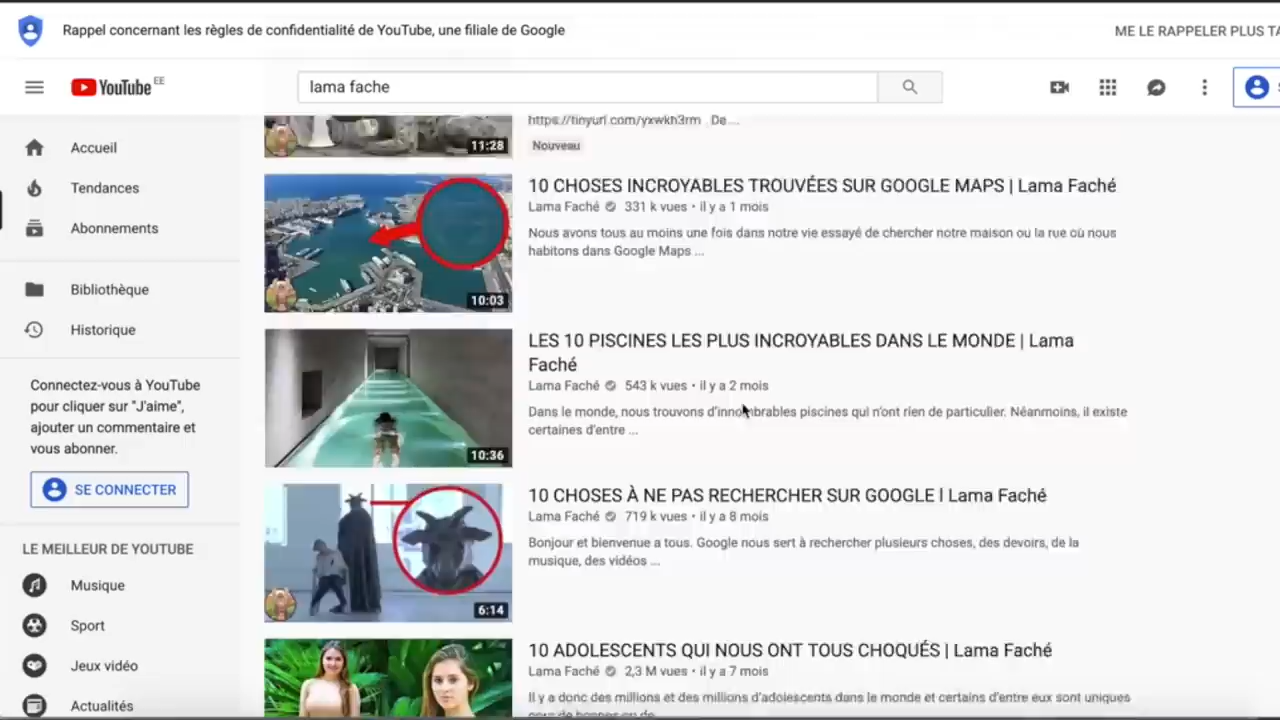 Rappel concernant les règles de confidentialité de YouTube, une filiale de Google
ME LE RAPPELER PLUS TA
YouTube EE
lama fache
Accueil
Tendances
Abonnements
Bibliothèque
Historique
Connectez-vous à YouTube
pour cliquer sur "J'aime",
ajouter un commentaire et
vous abonner.
SE CONNECTER
LE MEILLEUR DE YOUTUBE
Musique
Sport
Jeux vidéo
Actualités
11:28
https://tinyurl.com/yxwkh3rm De ...
Nouveau
10:03
10 CHOSES INCROYABLES TROUVÉES SUR GOOGLE MAPS | Lama Faché
Lama Faché 331 k vues • il y a 1 mois
Nous avons tous au moins une fois dans notre vie essayé de chercher notre maison ou la rue où nous
habitons dans Google Maps ...
10:36
LES 10 PISCINES LES PLUS INCROYABLES DANS LE MONDE | Lama
Faché
Lama Faché 543 k vues • il y a 2 mois
Dans le monde, nous trouvons d'innombrables piscines qui n'ont rien de particulier. Néanmoins, il existe
certaines d'entre ...
6:14
10 CHOSES À NE PAS RECHERCHER SUR GOOGLE l Lama Faché
Lama Faché 719 k vues • il y a 8 mois
Bonjour et bienvenue a tous. Google nous sert à rechercher plusieurs choses, des devoirs, de la
musique, des vidéos ...
10 ADOLESCENTS QUI NOUS ONT TOUS CHOQUÉS | Lama Faché
Lama Faché 2,3 M vues • il y a 7 mois
Il y a donc des millions et des millions d'adolescents dans le monde et certains d'entre eux sont uniques